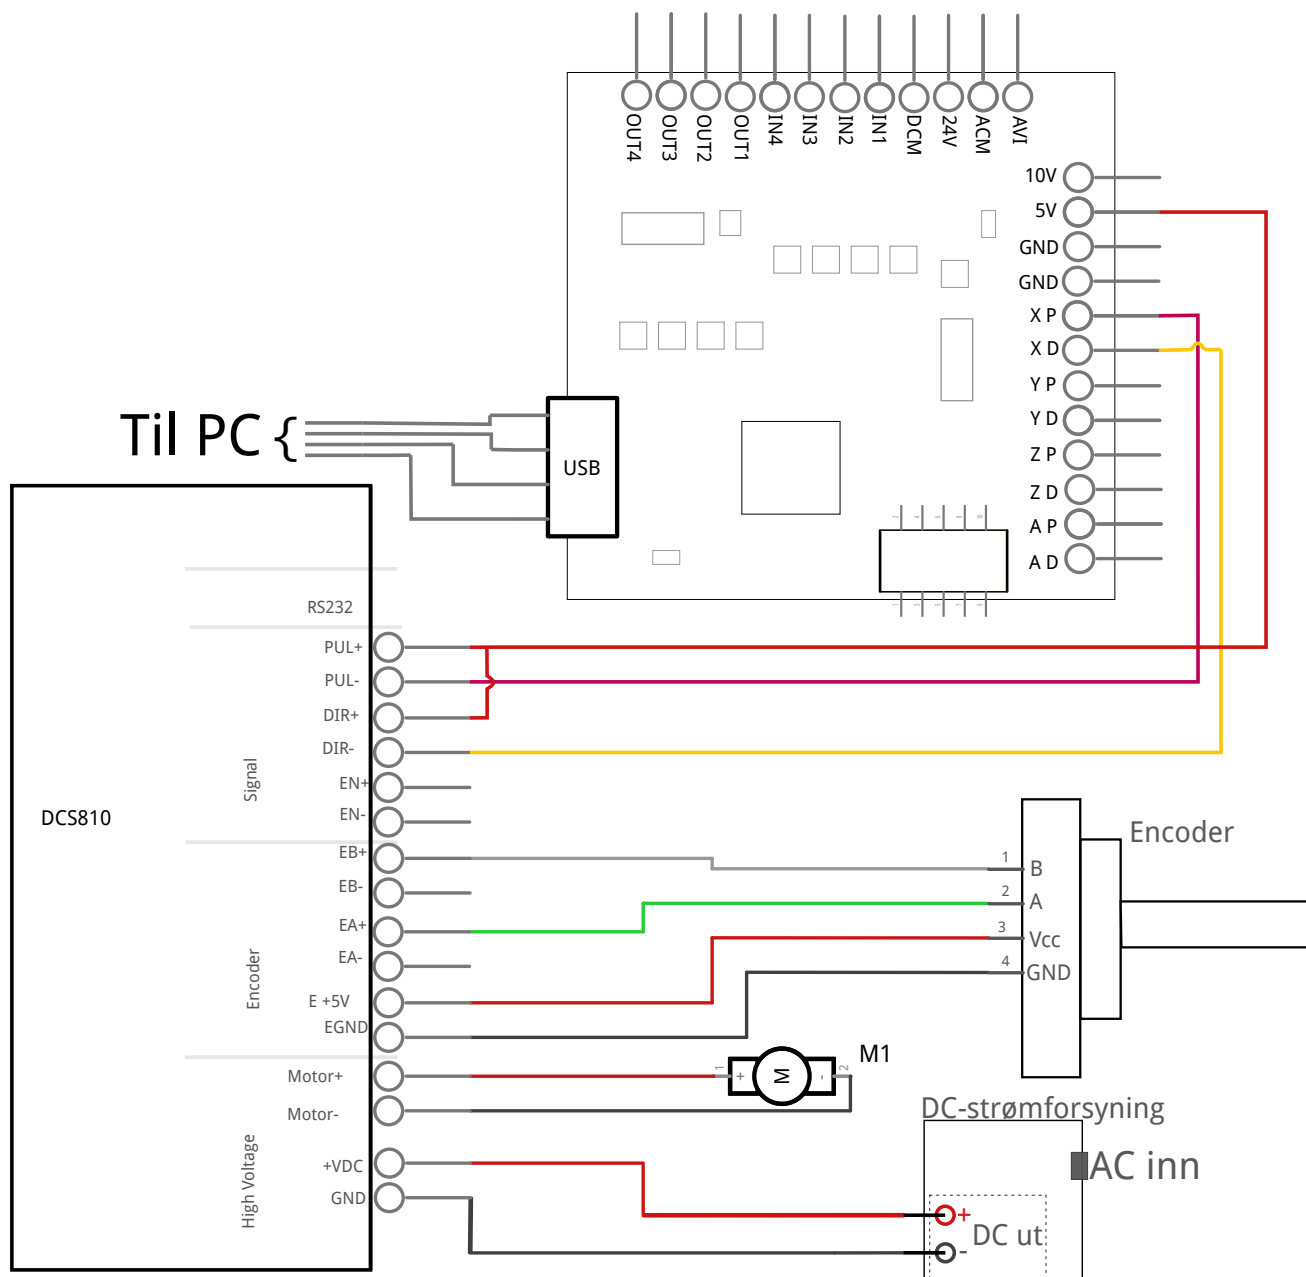 OUT4
OUT3
OUT2
OUT1
IN4
IN3
IN2
IN1
DCM
24V
ACM
AVI
10V
5V
GND
GND
X P
X D
Y P
Y D
Z P
Z D
A P
A D
Til PC {
USB
RS232
PUL+
PUL-
DIR+
DIR-
EN+
EN-
Signal
DCS810
EB+
EB-
EA+
EA-
E +5V
EGND
Encoder
Motor+
Motor-
+VDC
GND
High Voltage
Encoder
1
B
2
A
3
Vcc
4
GND
M1
1
+
M
-
2
DC-strømforsyning
AC inn
+
DC ut
-